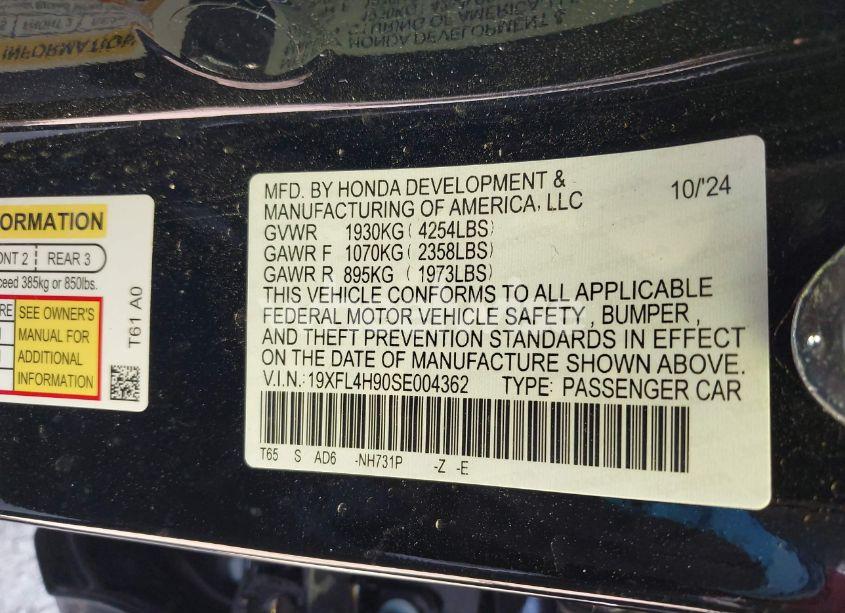 MFD. BY HONDA DEVELOPMENT &
MANUFACTURING OF AMERICA, LLC
10/'24
GVWR 1930KG ( 4254LBS)
GAWR F 1070KG ( 2358LBS)
GAWR R 895KG ( 1973LBS)
THIS VEHICLE CONFORMS TO ALL APPLICABLE
FEDERAL MOTOR VEHICLE SAFETY , BUMPER ,
AND THEFT PREVENTION STANDARDS IN EFFECT
ON THE DATE OF MANUFACTURE SHOWN ABOVE.
V.I.N.: 19XFL4H90SE004362 TYPE: PASSENGER CAR
T65 S AD6 -NH731P -Z -E
ORMATION
ONT 2 REAR 3
ceed 385kg or 850lbs.
RE
SEE OWNER'S
MANUAL FOR
ADDITIONAL
INFORMATION
T61 A0